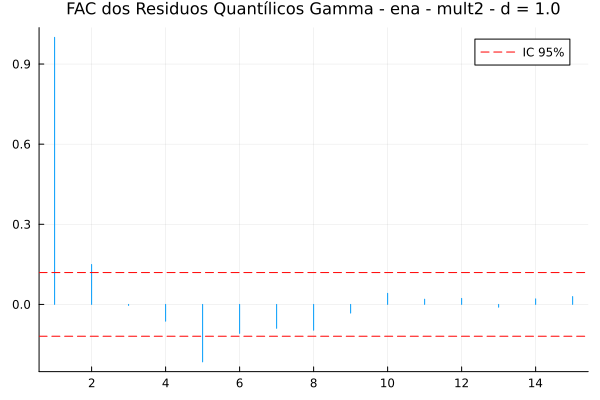 FAC dos Residuos Quantílicos Gamma - ena - mult2 - d = 1.0
IC 95%
0.9
0.6
0.3
0.0
2 4 6 8 10 12 14